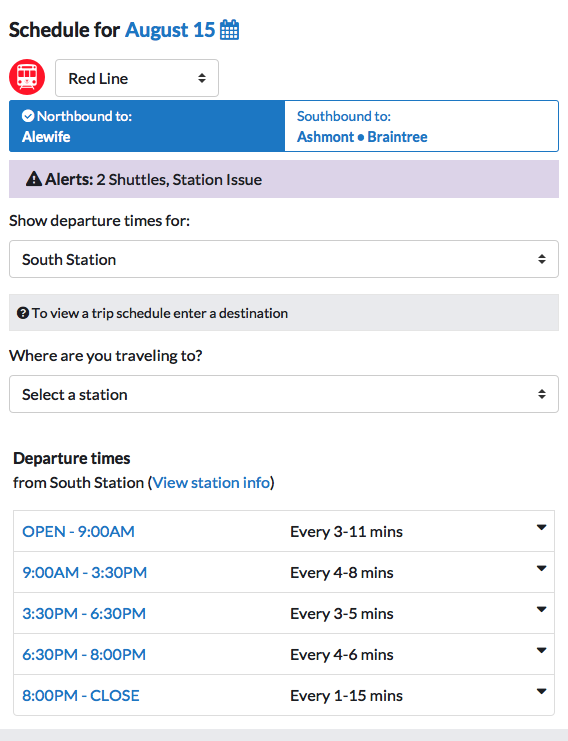 Schedule for August 15
Red Line
Northbound to:
Alewife
Southbound to:
Ashmont • Braintree
Alerts: 2 Shuttles, Station Issue
Show departure times for:
South Station
To view a trip schedule enter a destination
Where are you traveling to?
Select a station
Departure times
from South Station (View station info)
OPEN - 9:00AM Every 3-11 mins
9:00AM - 3:30PM Every 4-8 mins
3:30PM - 6:30PM Every 3-5 mins
6:30PM - 8:00PM Every 4-6 mins
8:00PM - CLOSE Every 1-15 mins